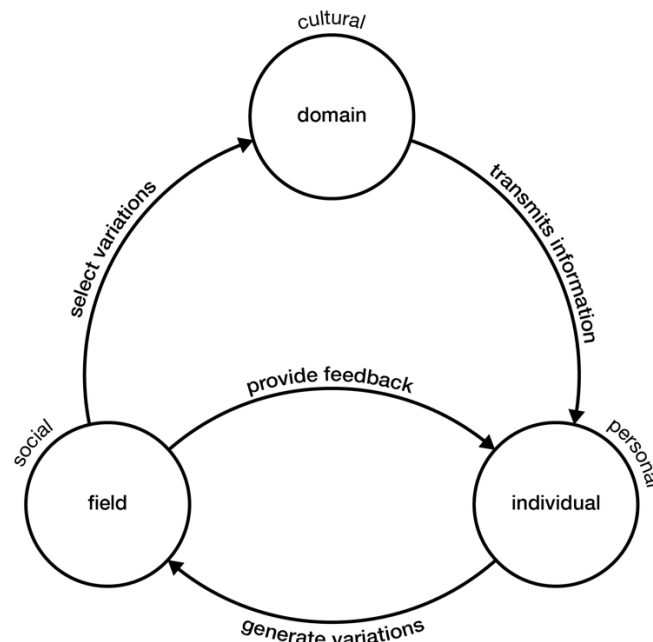 cultural
domain
select variations
transmits information
provide feedback
social
personal
field
individual
generate variations